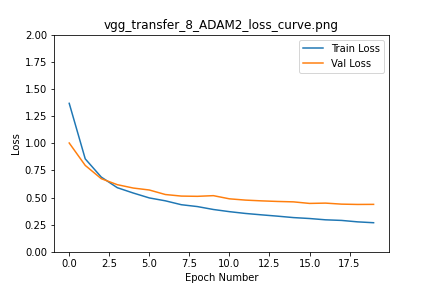 vgg_transfer_8_ADAM2_loss_curve.png
2.00
1.75
1.50
1.25
1.00
0.75
0.50
0.25
0.00
Loss
Train Loss
Val Loss
0.0 2.5 5.0 7.5 10.0 12.5 15.0 17.5
Epoch Number